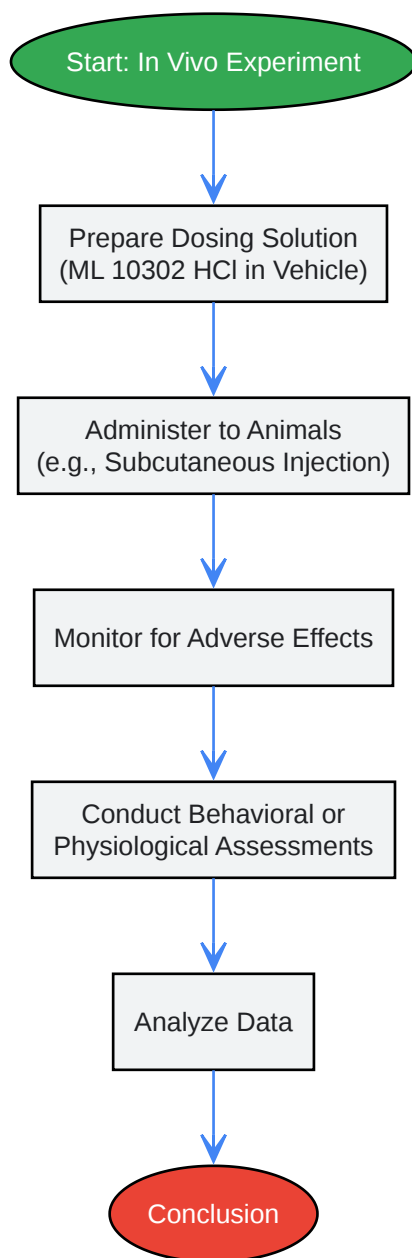 Start: In Vivo Experiment
Prepare Dosing Solution
(ML 10302 HCl in Vehicle)
Administer to Animals
(e.g., Subcutaneous Injection)
Monitor for Adverse Effects
Conduct Behavioral or
Physiological Assessments
Analyze Data
Conclusion